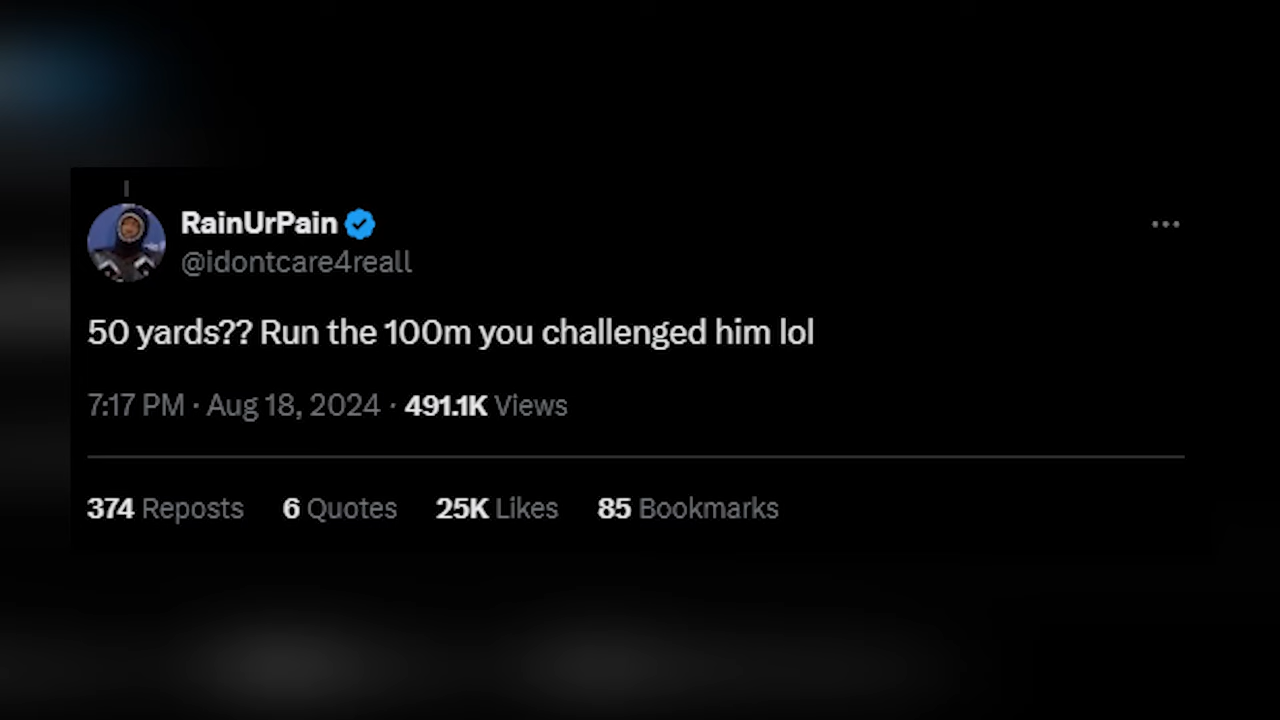 RainUrPain
@idontcare4reall
50 yards?? Run the 100m you challenged him lol
7:17 PM · Aug 18, 2024 · 491.1K Views
374 Reposts 6 Quotes 25K Likes 85 Bookmarks